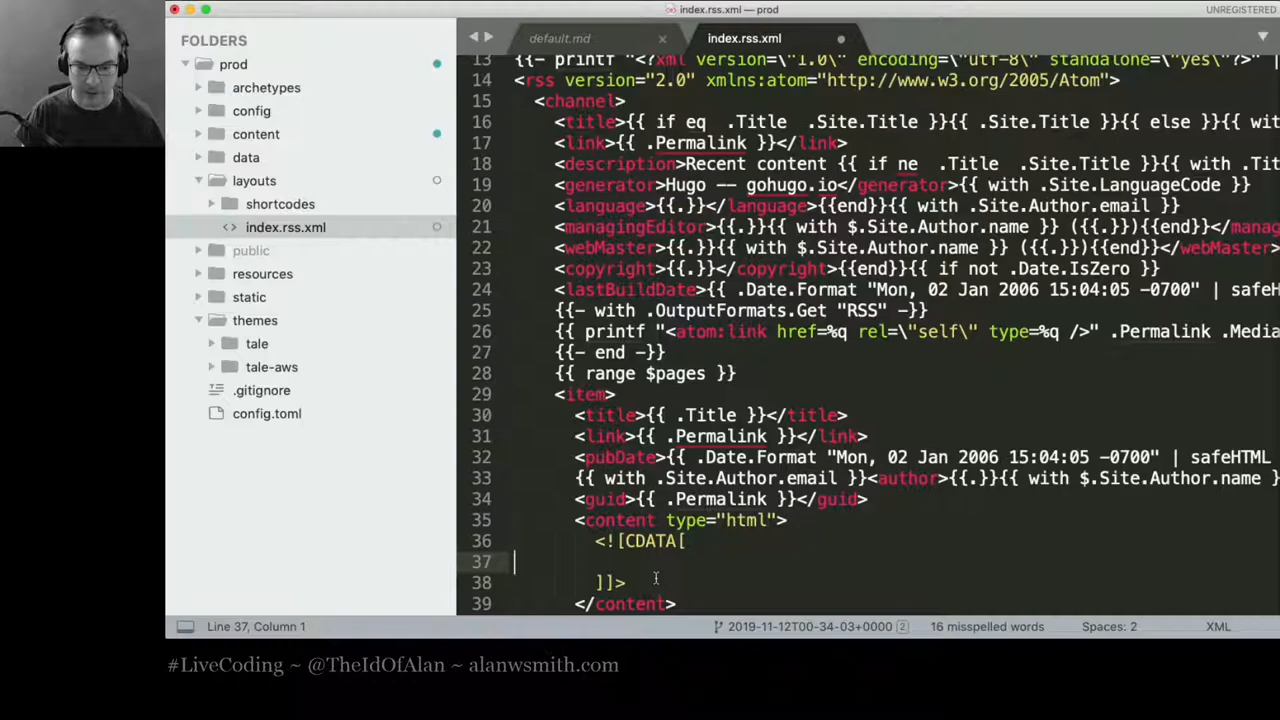 index.rss.xml — prod
UNREGISTERED
FOLDERS
prod
archetypes
config
content
data
layouts
shortcodes
index.rss.xml
public
resources
static
themes
tale
tale-aws
.gitignore
config.toml
default.md
index.rss.xml
13 {{- printf "<?xml version=\"1.0\" encoding=\"utf-8\" standalone=\"yes\"?>" |
14 <rss version="2.0" xmlns:atom="http://www.w3.org/2005/Atom">
15 <channel>
16 <title>{{ if eq .Title .Site.Title }}{{ .Site.Title }}{{ else }}{{ wit
17 <link>{{ .Permalink }}</link>
18 <description>Recent content {{ if ne .Title .Site.Title }}{{ with .Tit
19 <generator>Hugo -- gohugo.io</generator>{{ with .Site.LanguageCode }}
20 <language>{{.}}</language>{{end}}{{ with .Site.Author.email }}
21 <managingEditor>{{.}}{{ with $.Site.Author.name }} ({{.}}){{end}}</manag
22 <webMaster>{{.}}{{ with $.Site.Author.name }} ({{.}}){{end}}</webMaster>
23 <copyright>{{.}}</copyright>{{end}}{{ if not .Date.IsZero }}
24 <lastBuildDate>{{ .Date.Format "Mon, 02 Jan 2006 15:04:05 -0700" | safeH
25 {{- with .OutputFormats.Get "RSS" -}}
26 {{ printf "<atom:link href=%q rel=\"self\" type=%q />" .Permalink .Media
27 {{- end -}}
28 {{ range $pages }}
29 <item>
30 <title>{{ .Title }}</title>
31 <link>{{ .Permalink }}</link>
32 <pubDate>{{ .Date.Format "Mon, 02 Jan 2006 15:04:05 -0700" | safeHTML
33 {{ with .Site.Author.email }}<author>{{.}}{{ with $.Site.Author.name }
34 <guid>{{ .Permalink }}</guid>
35 <content type="html">
36 <![CDATA[
37
38 ]]>
39 </content>
Line 37, Column 1
2019-11-12T00-34-03+0000 2
16 misspelled words
Spaces: 2
XML
#LiveCoding ~ @TheIdOfAlan ~ alanwsmith.com